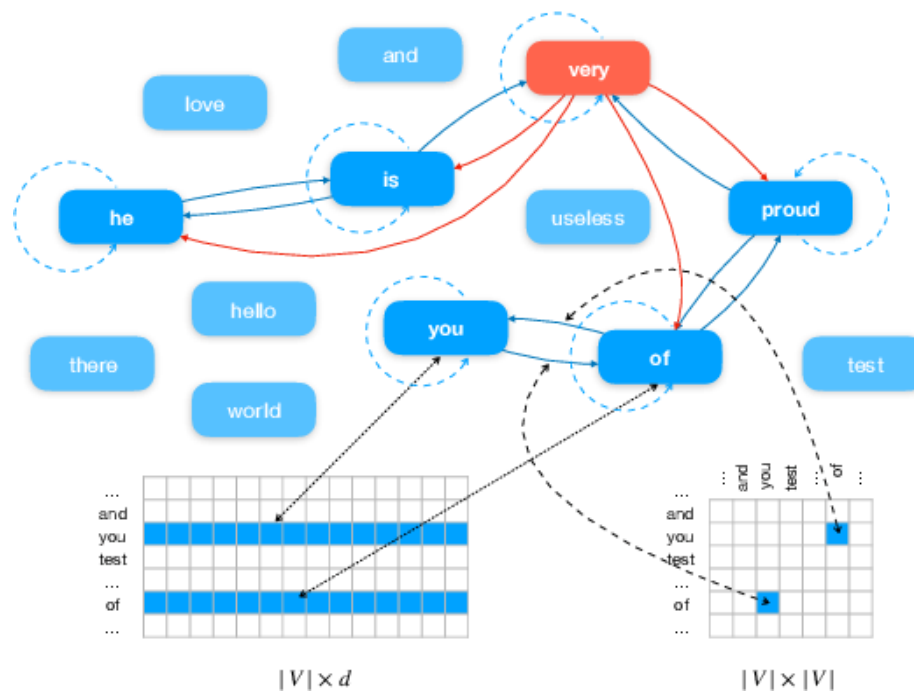 and
very
love
is
he
useless
proud
hello
you
of
there
test
world
... and you test ... of ...
...
and
you
test
...
of
...
...
and
you
test
...
of
...
|V| × d
|V| × |V|